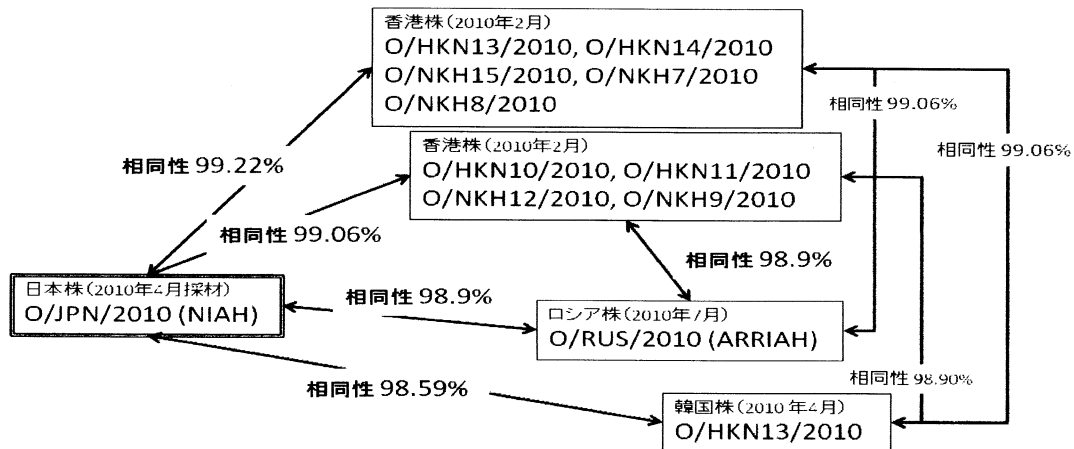 香港株(2010年2月)
O/HKN13/2010, O/HKN14/2010
O/NKH15/2010, O/NKH7/2010
O/NKH8/2010
相同性 99.06%
香港株(2010年2月)
O/HKN10/2010, O/HKN11/2010
O/NKH12/2010, O/NKH9/2010
相同性 99.06%
相同性 99.22%
相同性 99.06%
相同性 98.9%
日本株(2010年4月採材)
O/JPN/2010 (NIAH)
相同性 98.9%
ロシア株(2010年7月)
O/RUS/2010 (ARRIAH)
相同性 98.90%
相同性 98.59%
韓国株(2010年4月)
O/HKN13/2010